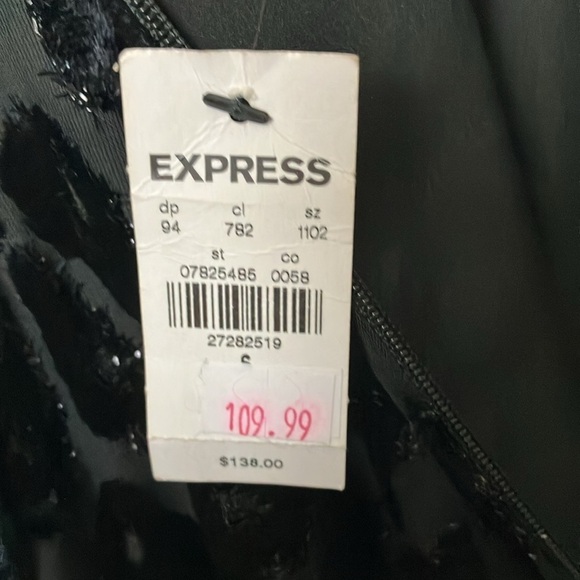 EXPRESS
dp cl sz
94 782 1102
st co
07825485 0058
27282519
S
109.99
$138.00